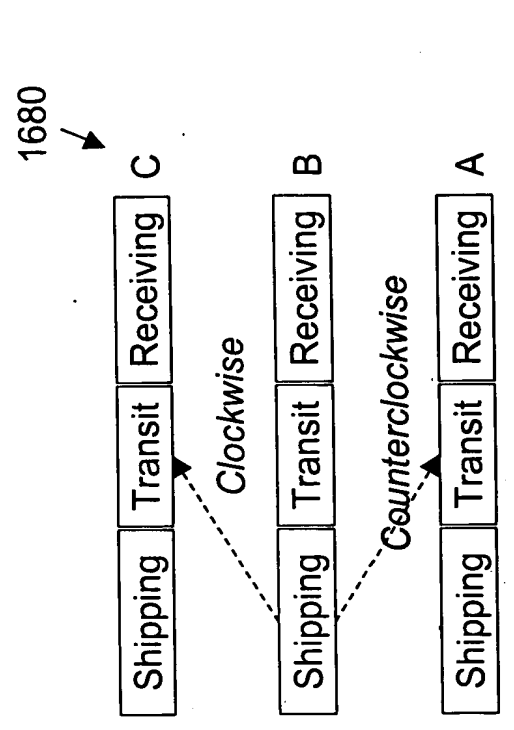 1680
Shipping Transit Receiving C
Clockwise
Shipping Transit Receiving B
Counterclockwise
Shipping Transit Receiving A